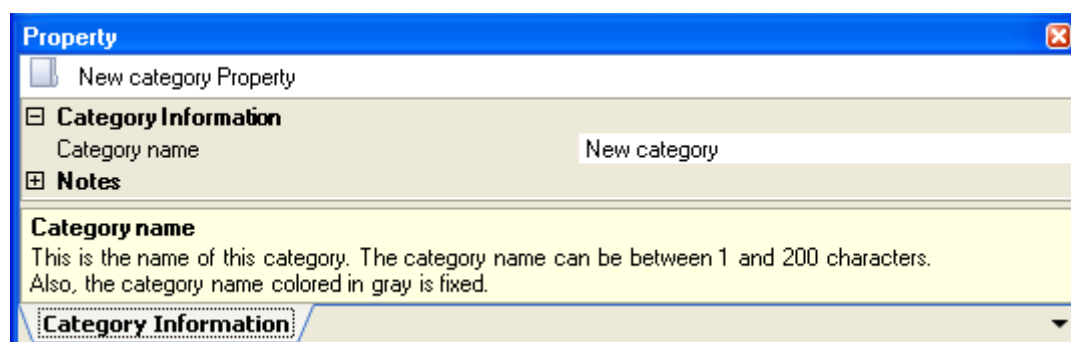 Property
New category Property
Category Information
Category name New category
Notes
Category name
This is the name of this category. The category name can be between 1 and 200 characters.
Also, the category name colored in gray is fixed.
Category Information